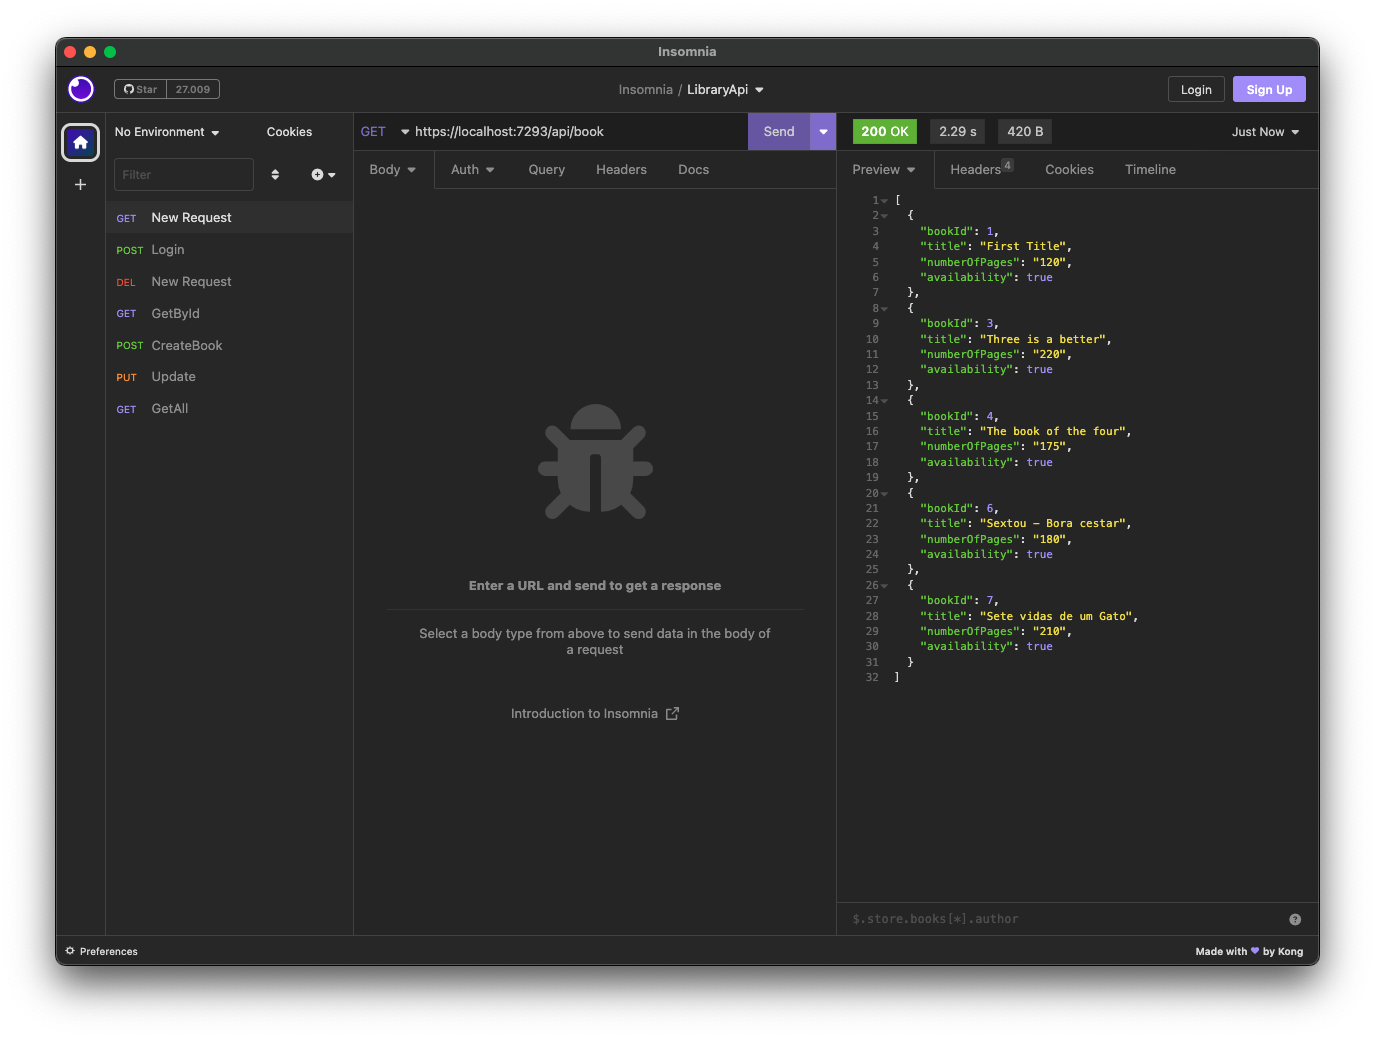 Insomnia
Star 27.009
Insomnia / LibraryApi
Login
Sign Up
No Environment
Cookies
Filter
GET New Request
POST Login
DEL New Request
GET GetById
POST CreateBook
PUT Update
GET GetAll
GET https://localhost:7293/api/book
Send
Body
Auth
Query
Headers
Docs
Enter a URL and send to get a response
Select a body type from above to send data in the body of
a request
Introduction to Insomnia
200 OK
2.29 s
420 B
Just Now
Preview
Headers 4
Cookies
Timeline
1 [
2 {
3 "bookId": 1,
4 "title": "First Title",
5 "numberOfPages": "120",
6 "availability": true
7 },
8 {
9 "bookId": 3,
10 "title": "Three is a better",
11 "numberOfPages": "220",
12 "availability": true
13 },
14 {
15 "bookId": 4,
16 "title": "The book of the four",
17 "numberOfPages": "175",
18 "availability": true
19 },
20 {
21 "bookId": 6,
22 "title": "Sextou - Bora cestar",
23 "numberOfPages": "180",
24 "availability": true
25 },
26 {
27 "bookId": 7,
28 "title": "Sete vidas de um Gato",
29 "numberOfPages": "210",
30 "availability": true
31 }
32 ]
$.store.books[*].author
Preferences
Made with by Kong